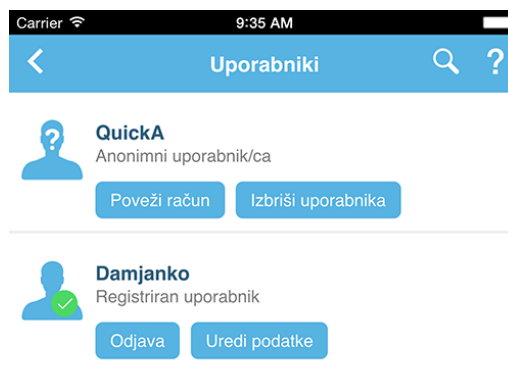 Carrier 9:35 AM
Uporabniki ?
?
QuickA
Anonimni uporabnik/ca
Poveži račun Izbriši uporabnika
Damjanko
Registriran uporabnik
Odjava Uredi podatke